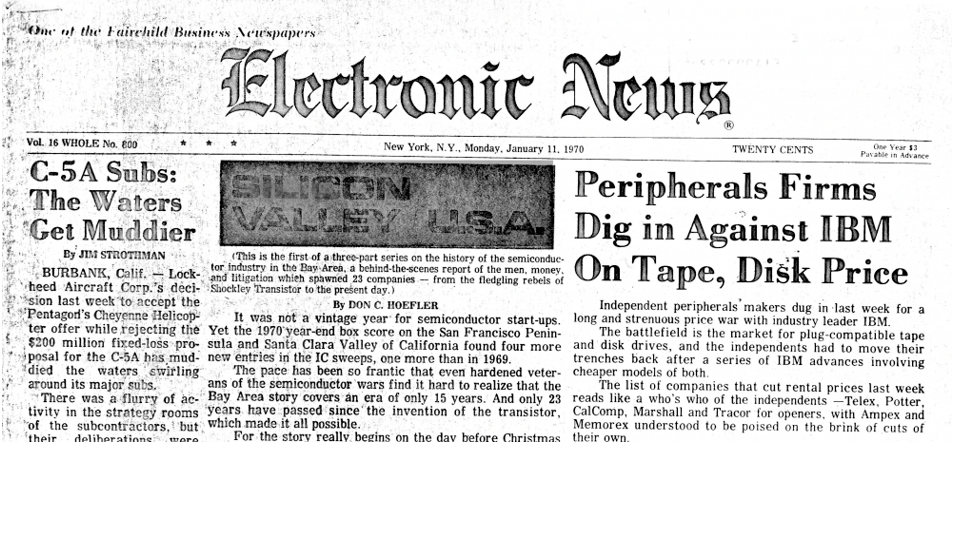 One of the Fairchild Business Newspapers
Electronic News®
Vol. 16 WHOLE No. 800 * * *
New York, N.Y., Monday, January 11, 1970
TWENTY CENTS
One Year $3
Payable in Advance
C-5A Subs:
The Waters
Get Muddier
By JIM STROTHMAN
BURBANK, Calif. — Lock-
heed Aircraft Corp.'s deci-
sion last week to accept the
Pentagod's Cheyenne Helicop-
ter offer while rejecting the
$200 million fixed-loss pro-
posal for the C-5A has mud-
died the waters swirling
around its major subs.
There was a flurry of ac-
tivity in the strategy rooms
of the subcontractors, but
their deliberations were
SILICON
VALLEY U.S.A.
(This is the first of a three-part series on the history of the semiconduc-
tor industry in the Bay Area, a behind-the-scenes report of the men, money,
and litigation which spawned 23 companies — from the fledgling rebels of
Shockley Transistor to the present day.)
By DON C. HOEFLER
It was not a vintage year for semiconductor start-ups.
Yet the 1970 year-end box score on the San Francisco Penin-
sula and Santa Clara Valley of California found four more
new entries in the IC sweeps, one more than in 1969.
The pace has been so frantic that even hardened veter-
ans of the semiconductor wars find it hard to realize that the
Bay Area story covers an era of only 15 years. And only 23
years have passed since the invention of the transistor,
which made it all possible.
For the story really begins on the day before Christmas
Peripherals Firms
Dig in Against IBM
On Tape, Disk Price
Independent peripherals makers dug in last week for a
long and strenuous price war with industry leader IBM.
The battlefield is the market for plug-compatible tape
and disk drives, and the independents had to move their
trenches back after a series of IBM advances involving
cheaper models of both.
The list of companies that cut rental prices last week
reads like a who's who of the independents —Telex, Potter,
CalComp, Marshall and Tracor for openers, with Ampex and
Memorex understood to be poised on the brink of cuts of
their own.